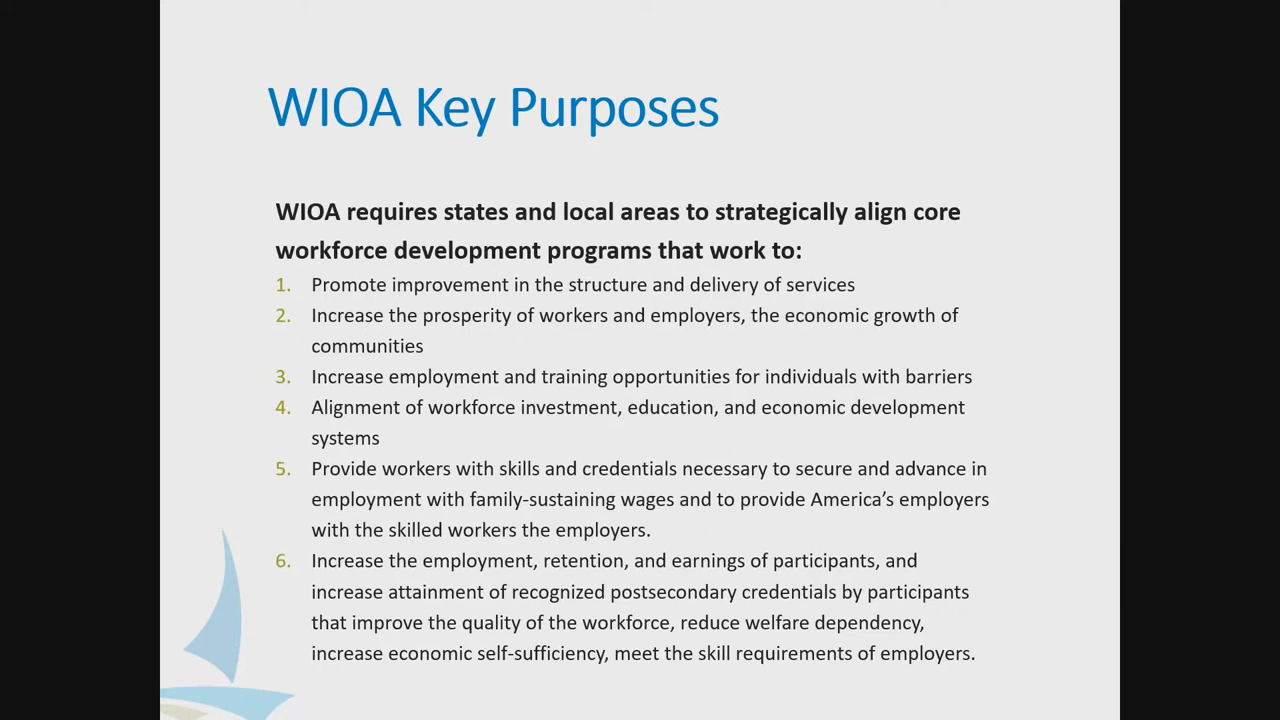 WIOA Key Purposes
WIOA requires states and local areas to strategically align core
workforce development programs that work to:
1. Promote improvement in the structure and delivery of services
2. Increase the prosperity of workers and employers, the economic growth of
communities
3. Increase employment and training opportunities for individuals with barriers
4. Alignment of workforce investment, education, and economic development
systems
5. Provide workers with skills and credentials necessary to secure and advance in
employment with family-sustaining wages and to provide America’s employers
with the skilled workers the employers.
6. Increase the employment, retention, and earnings of participants, and
increase attainment of recognized postsecondary credentials by participants
that improve the quality of the workforce, reduce welfare dependency,
increase economic self-sufficiency, meet the skill requirements of employers.